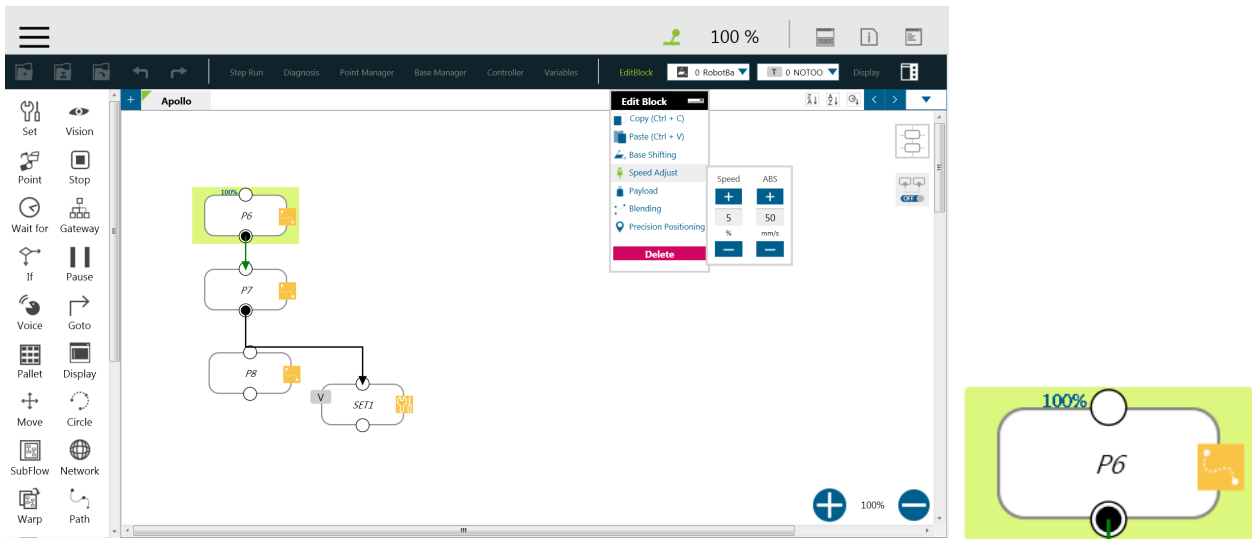 100 %
Step Run Diagnosis Point Manager Base Manager Controller Variables EditBlock 0 RobotBa T 0 NOTOO Display
+ Apollo
Set Vision
Point Stop
Wait for Gateway
If Pause
Voice Goto
Pallet Display
Move Circle
SubFlow Network
Warp Path
100%
P6
P7
P8
V
SET1
Edit Block
Copy (Ctrl + C)
Paste (Ctrl + V)
Base Shifting
Speed Adjust
Payload
Blending
Precision Positioning
Delete
Speed ABS
5 50
% mm/s
OFF
100%
100%
P6